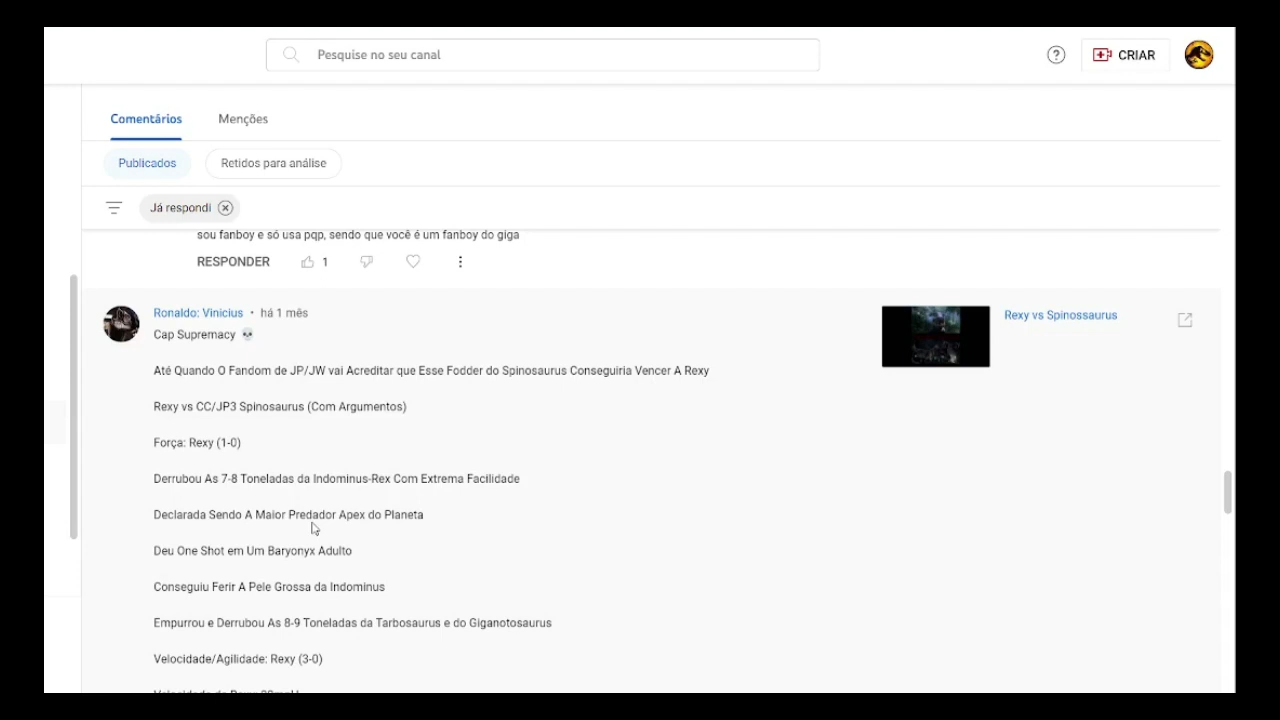 Pesquise no seu canal
CRIAR
Comentários
Menções
Publicados
Retidos para análise
Já respondi
sou fanboy e só usa pqp, sendo que você é um fanboy do giga
RESPONDER
1
Ronaldo: Vinicius • há 1 mês
Rexy vs Spinossaurus
Cap Supremacy 💀
Até Quando O Fandom de JP/JW vai Acreditar que Esse Fodder do Spinosaurus Conseguiria Vencer A Rexy
Rexy vs CC/JP3 Spinosaurus (Com Argumentos)
Força: Rexy (1-0)
Derrubou As 7-8 Toneladas da Indominus-Rex Com Extrema Facilidade
Declarada Sendo A Maior Predador Apex do Planeta
Deu One Shot em Um Baryonyx Adulto
Conseguiu Ferir A Pele Grossa da Indominus
Empurrou e Derrubou As 8-9 Toneladas da Tarbosaurus e do Giganotosaurus
Velocidade/Agilidade: Rexy (3-0)